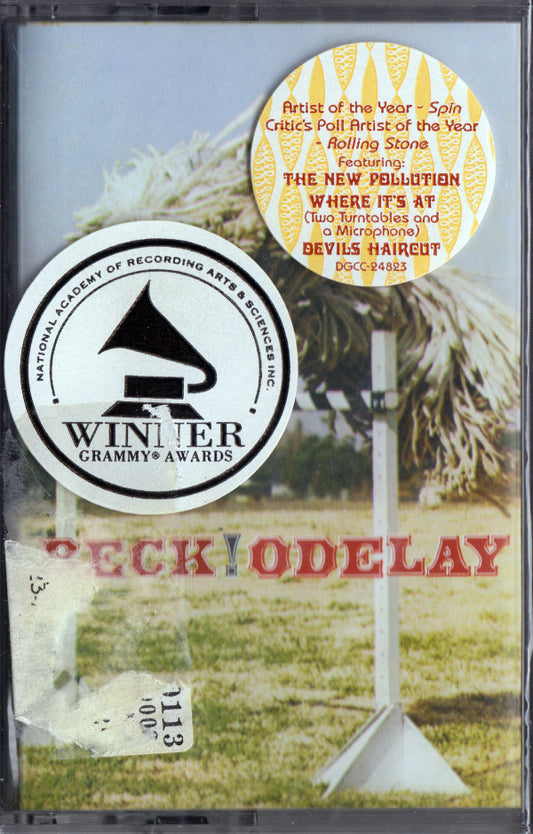 Artist of the Year - Spin
Critic's Poll Artist of the Year
- Rolling Stone
Featuring:
THE NEW POLLUTION
WHERE IT'S AT
(Two Turntables and
a Microphone)
DEVILS HAIRCUT
DGCC-24823
NATIONAL ACADEMY OF RECORDING ARTS & SCIENCES INC.
WINNER
GRAMMY® AWARDS
BECK! ODELAY
0113